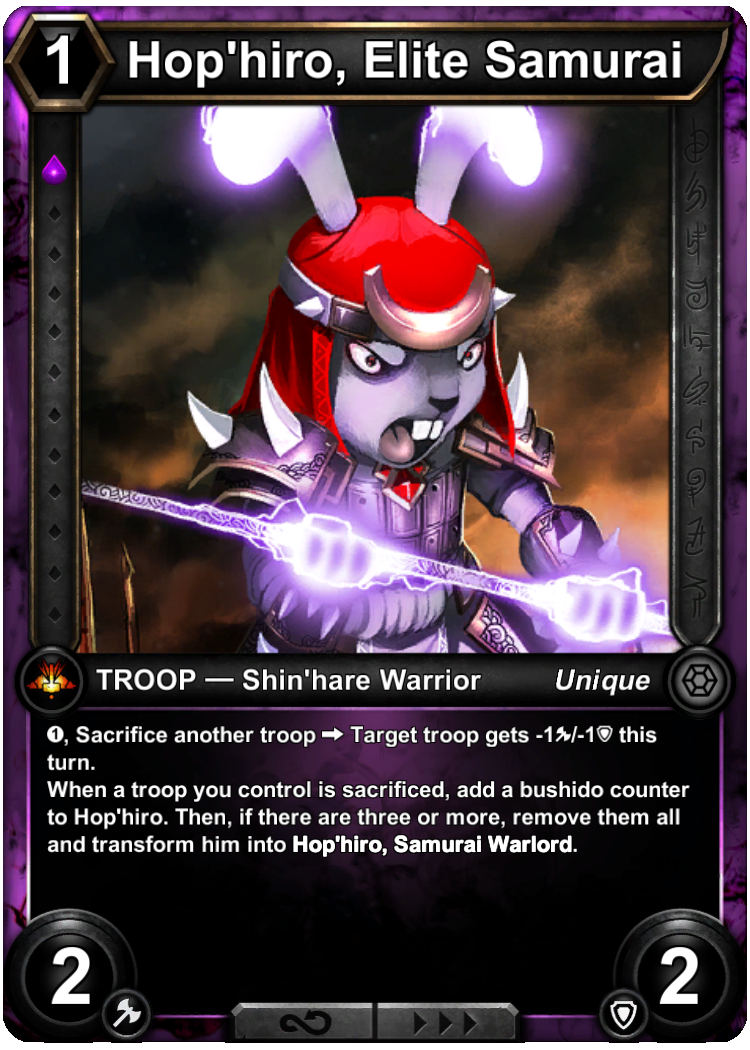 1 Hop'hiro, Elite Samurai
TROOP — Shin'hare Warrior Unique
❶, Sacrifice another troop ➡ Target troop gets -1/-1 this
turn.
When a troop you control is sacrificed, add a bushido counter
to Hop'hiro. Then, if there are three or more, remove them all
and transform him into Hop'hiro, Samurai Warlord.
2 2